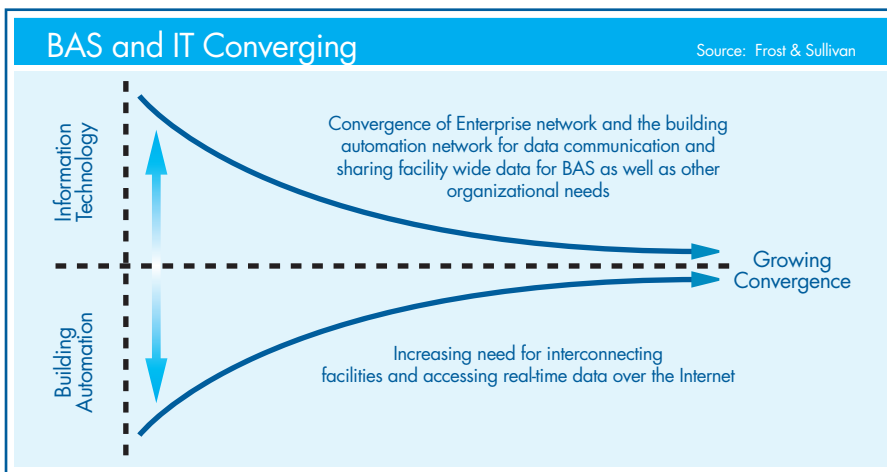 BAS and IT Converging
Source: Frost & Sullivan
Information
Technology
Convergence of Enterprise network and the building
automation network for data communication and
sharing facility wide data for BAS as well as other
organizational needs
Growing
Convergence
Building
Automation
Increasing need for interconnecting
facilities and accessing real-time data over the Internet